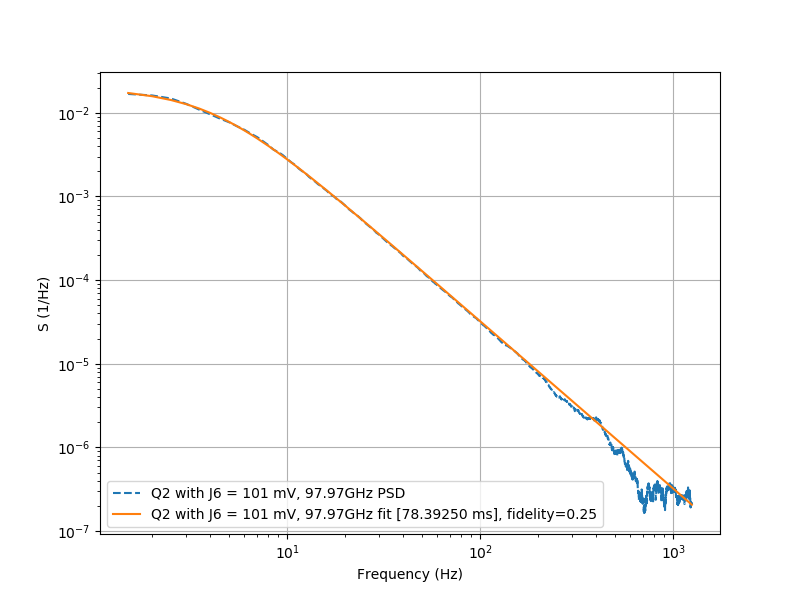 S (1/Hz)
10⁻²
10⁻³
10⁻⁴
10⁻⁵
10⁻⁶
10⁻⁷
Q2 with J6 = 101 mV, 97.97GHz PSD
Q2 with J6 = 101 mV, 97.97GHz fit [78.39250 ms], fidelity=0.25
10¹ 10² 10³
Frequency (Hz)